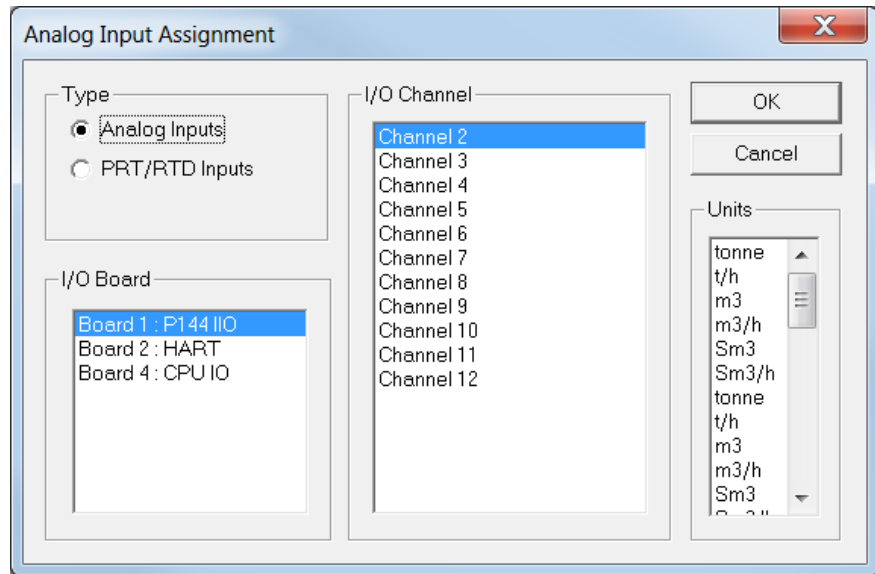 Analog Input Assignment
X
Type
Analog Inputs
PRT/RTD Inputs
I/O Board
Board 1 : P144 IIO
Board 2 : HART
Board 4 : CPU IO
I/O Channel
Channel 2
Channel 3
Channel 4
Channel 5
Channel 6
Channel 7
Channel 8
Channel 9
Channel 10
Channel 11
Channel 12
OK
Cancel
Units
tonne
t/h
m3
m3/h
Sm3
Sm3/h
tonne
t/h
m3
m3/h
Sm3